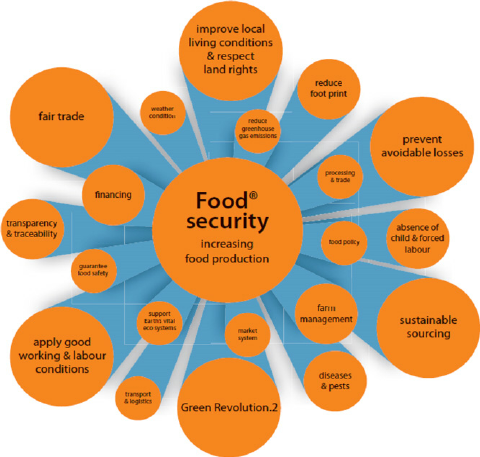 improve local
living conditions
& respect
land rights
reduce
foot print
weather
condition
reduce
greenhouse
gas emissions
fair trade
prevent
avoidable losses
processing
& trade
financing
Food®
security
increasing
food production
transparency
& traceability
food policy
absence of
child & forced
labour
guarantee
food safety
support
Earths vital
ecosystems
market
system
farm
management
sustainable
sourcing
apply good
working & labour
conditions
diseases
& pests
transport
& logistics
Green Revolution.2